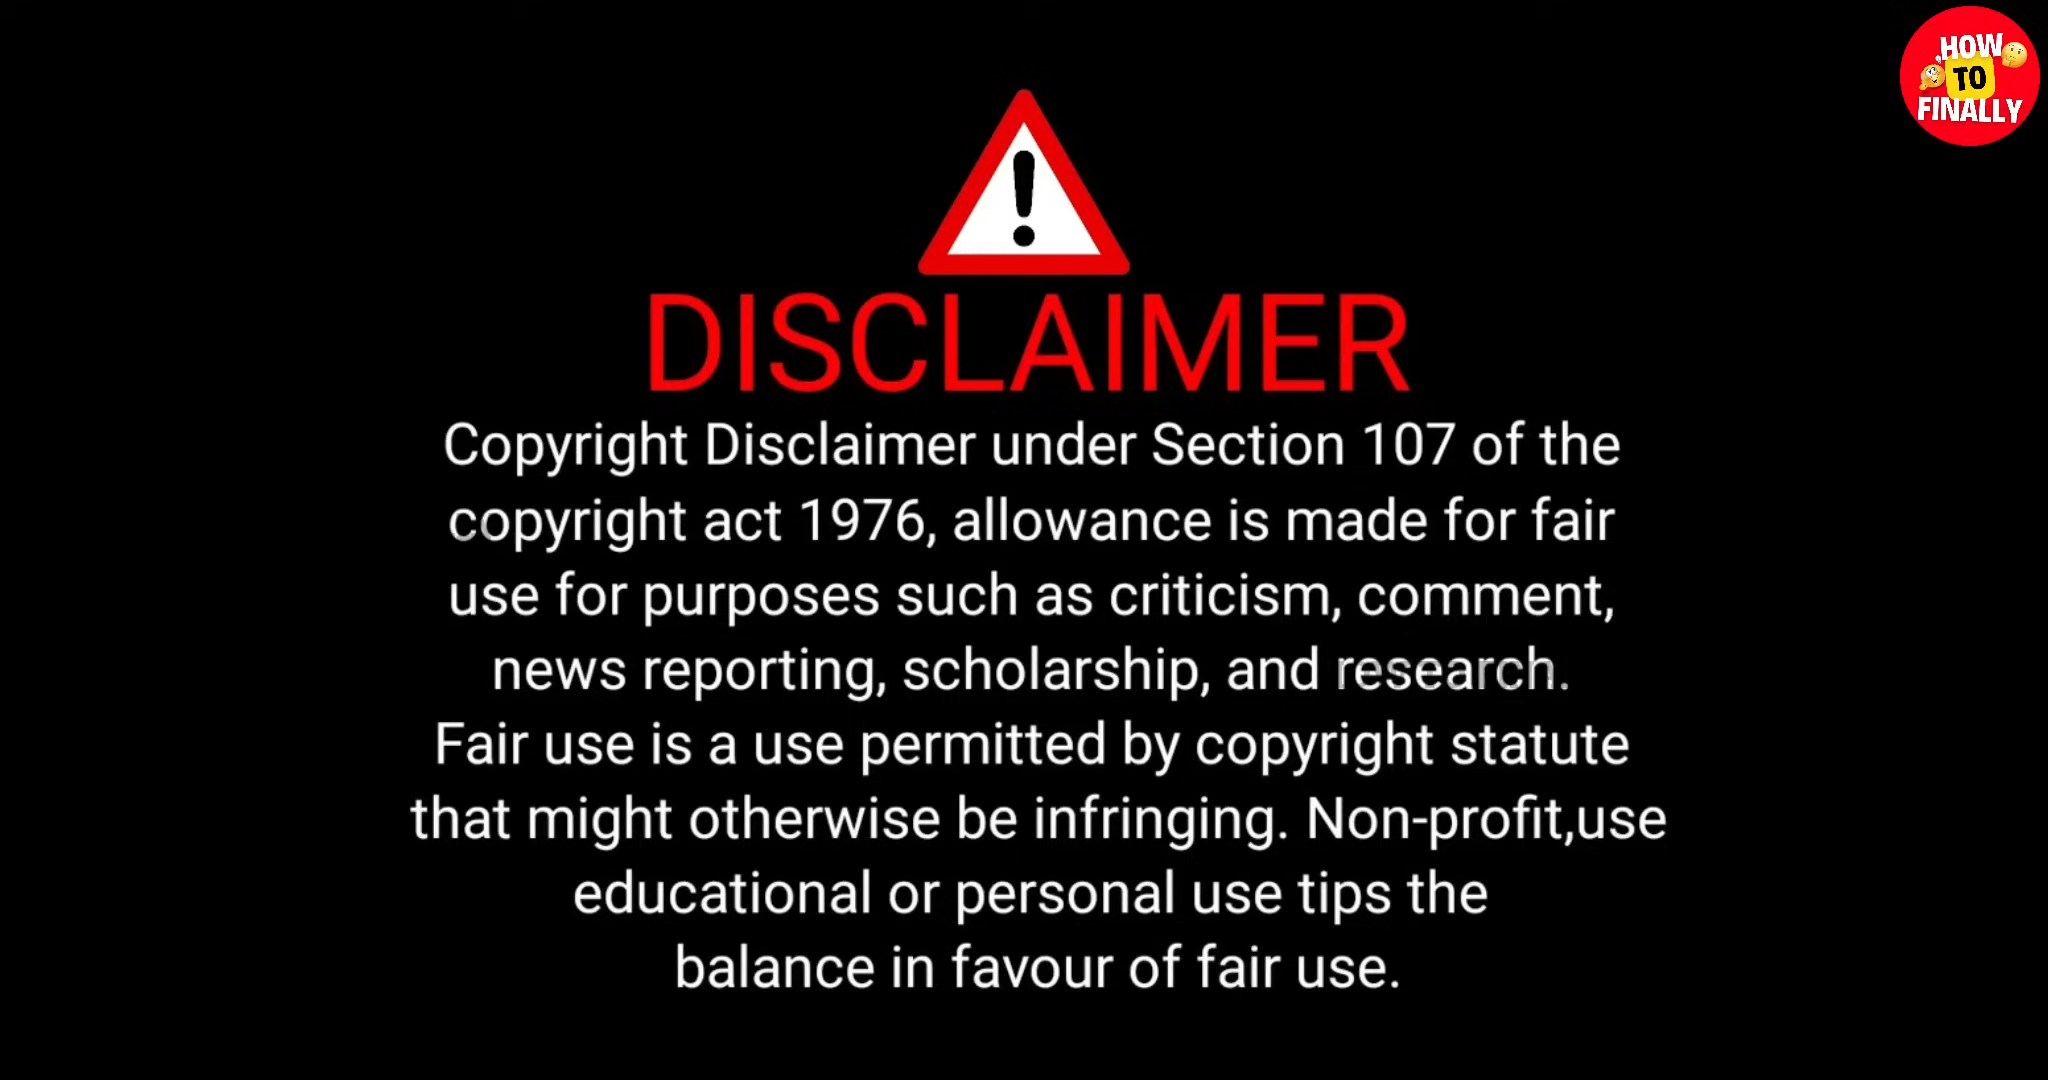 HOW
TO
FINALLY
DISCLAIMER
Copyright Disclaimer under Section 107 of the
copyright act 1976, allowance is made for fair
use for purposes such as criticism, comment,
news reporting, scholarship, and research.
Fair use is a use permitted by copyright statute
that might otherwise be infringing. Non-profit,use
educational or personal use tips the
balance in favour of fair use.